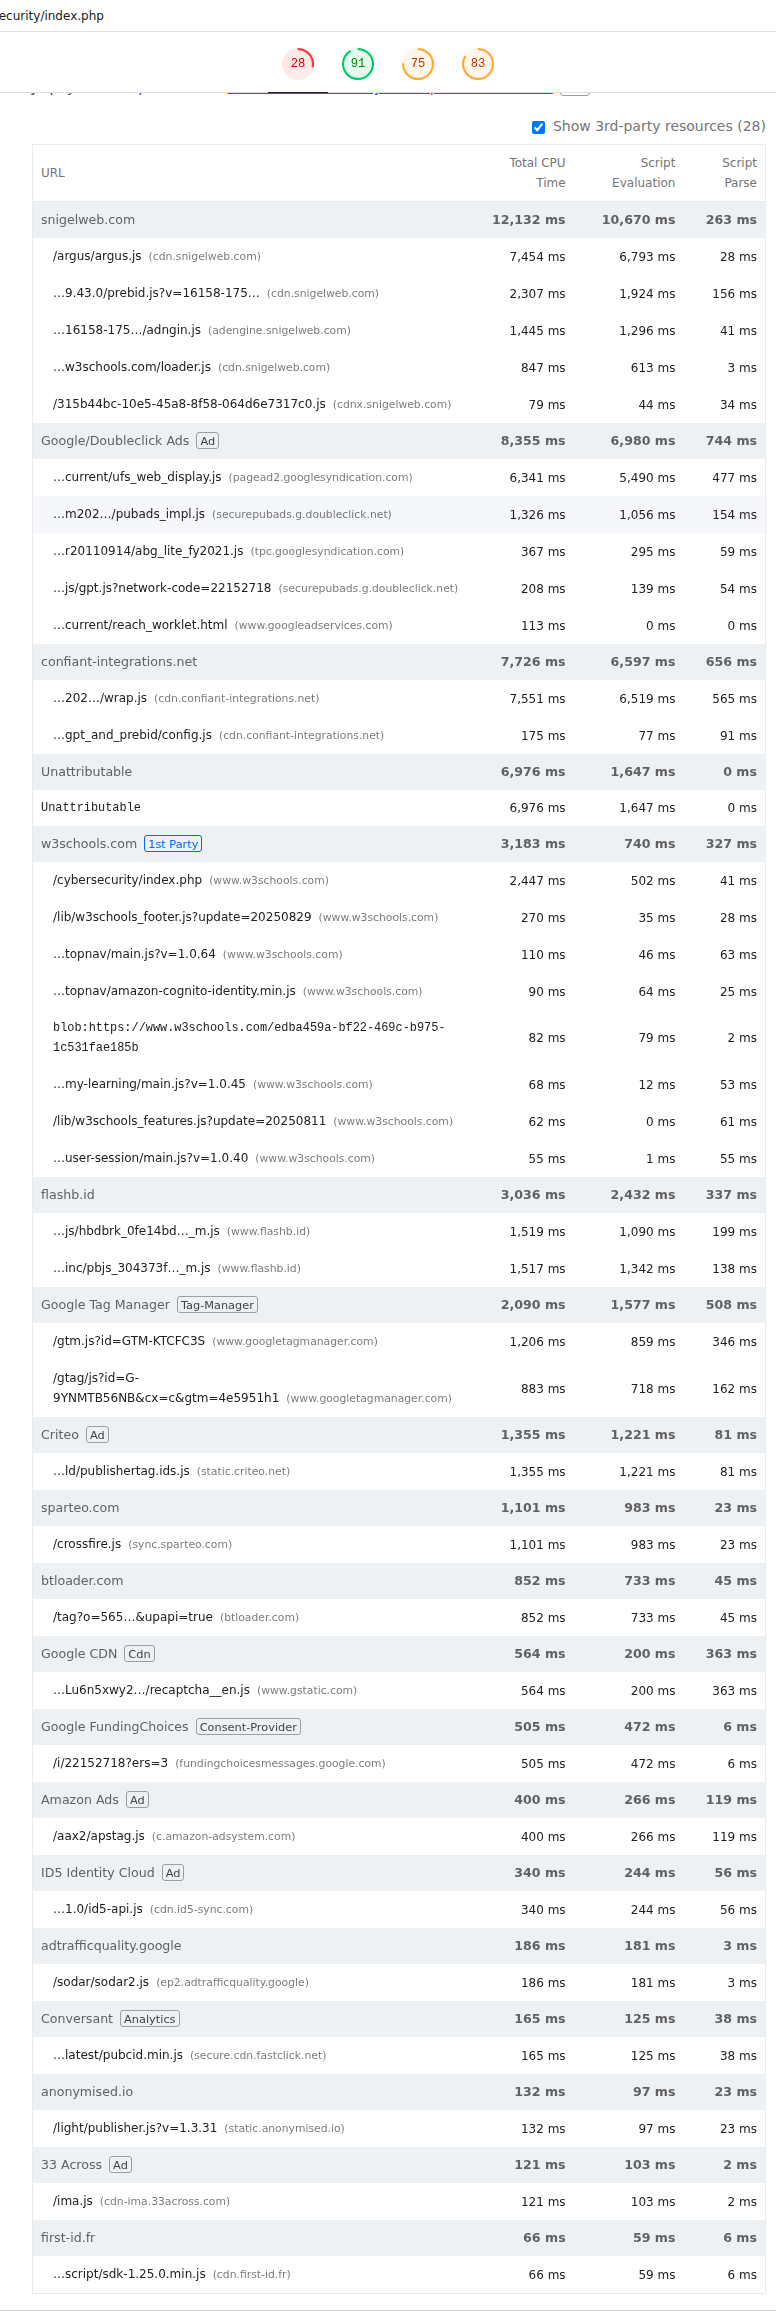 ecurity/index.php
28 91 75 83
Show 3rd-party resources (28)
URL Total CPU Time Script Evaluation Script Parse
snigelweb.com 12,132 ms 10,670 ms 263 ms
/argus/argus.js (cdn.snigelweb.com) 7,454 ms 6,793 ms 28 ms
…9.43.0/prebid.js?v=16158-175… (cdn.snigelweb.com) 2,307 ms 1,924 ms 156 ms
…16158-175…/adngin.js (adengine.snigelweb.com) 1,445 ms 1,296 ms 41 ms
…w3schools.com/loader.js (cdn.snigelweb.com) 847 ms 613 ms 3 ms
/315b44bc-10e5-45a8-8f58-064d6e7317c0.js (cdnx.snigelweb.com) 79 ms 44 ms 34 ms
Google/Doubleclick Ads Ad 8,355 ms 6,980 ms 744 ms
…current/ufs_web_display.js (pagead2.googlesyndication.com) 6,341 ms 5,490 ms 477 ms
…m202…/pubads_impl.js (securepubads.g.doubleclick.net) 1,326 ms 1,056 ms 154 ms
…r20110914/abg_lite_fy2021.js (tpc.googlesyndication.com) 367 ms 295 ms 59 ms
…js/gpt.js?network-code=22152718 (securepubads.g.doubleclick.net) 208 ms 139 ms 54 ms
…current/reach_worklet.html (www.googleadservices.com) 113 ms 0 ms 0 ms
confiant-integrations.net 7,726 ms 6,597 ms 656 ms
…202…/wrap.js (cdn.confiant-integrations.net) 7,551 ms 6,519 ms 565 ms
…gpt_and_prebid/config.js (cdn.confiant-integrations.net) 175 ms 77 ms 91 ms
Unattributable 6,976 ms 1,647 ms 0 ms
Unattributable 6,976 ms 1,647 ms 0 ms
w3schools.com 1st Party 3,183 ms 740 ms 327 ms
/cybersecurity/index.php (www.w3schools.com) 2,447 ms 502 ms 41 ms
/lib/w3schools_footer.js?update=20250829 (www.w3schools.com) 270 ms 35 ms 28 ms
…topnav/main.js?v=1.0.64 (www.w3schools.com) 110 ms 46 ms 63 ms
…topnav/amazon-cognito-identity.min.js (www.w3schools.com) 90 ms 64 ms 25 ms
blob:https://www.w3schools.com/edba459a-bf22-469c-b975-
1c531fae185b 82 ms 79 ms 2 ms
…my-learning/main.js?v=1.0.45 (www.w3schools.com) 68 ms 12 ms 53 ms
/lib/w3schools_features.js?update=20250811 (www.w3schools.com) 62 ms 0 ms 61 ms
…user-session/main.js?v=1.0.40 (www.w3schools.com) 55 ms 1 ms 55 ms
flashb.id 3,036 ms 2,432 ms 337 ms
…js/hbdbrk_0fe14bd…_m.js (www.flashb.id) 1,519 ms 1,090 ms 199 ms
…inc/pbjs_304373f…_m.js (www.flashb.id) 1,517 ms 1,342 ms 138 ms
Google Tag Manager Tag-Manager 2,090 ms 1,577 ms 508 ms
/gtm.js?id=GTM-KTCFC3S (www.googletagmanager.com) 1,206 ms 859 ms 346 ms
/gtag/js?id=G-
9YNMTB56NB&cx=c&gtm=4e5951h1 (www.googletagmanager.com) 883 ms 718 ms 162 ms
Criteo Ad 1,355 ms 1,221 ms 81 ms
…ld/publishertag.ids.js (static.criteo.net) 1,355 ms 1,221 ms 81 ms
sparteo.com 1,101 ms 983 ms 23 ms
/crossfire.js (sync.sparteo.com) 1,101 ms 983 ms 23 ms
btloader.com 852 ms 733 ms 45 ms
/tag?o=565…&upapi=true (btloader.com) 852 ms 733 ms 45 ms
Google CDN Cdn 564 ms 200 ms 363 ms
…Lu6n5xwy2…/recaptcha__en.js (www.gstatic.com) 564 ms 200 ms 363 ms
Google FundingChoices Consent-Provider 505 ms 472 ms 6 ms
/i/22152718?ers=3 (fundingchoicesmessages.google.com) 505 ms 472 ms 6 ms
Amazon Ads Ad 400 ms 266 ms 119 ms
/aax2/apstag.js (c.amazon-adsystem.com) 400 ms 266 ms 119 ms
ID5 Identity Cloud Ad 340 ms 244 ms 56 ms
…1.0/id5-api.js (cdn.id5-sync.com) 340 ms 244 ms 56 ms
adtrafficquality.google 186 ms 181 ms 3 ms
/sodar/sodar2.js (ep2.adtrafficquality.google) 186 ms 181 ms 3 ms
Conversant Analytics 165 ms 125 ms 38 ms
…latest/pubcid.min.js (secure.cdn.fastclick.net) 165 ms 125 ms 38 ms
anonymised.io 132 ms 97 ms 23 ms
/light/publisher.js?v=1.3.31 (static.anonymised.io) 132 ms 97 ms 23 ms
33 Across Ad 121 ms 103 ms 2 ms
/ima.js (cdn-ima.33across.com) 121 ms 103 ms 2 ms
first-id.fr 66 ms 59 ms 6 ms
…script/sdk-1.25.0.min.js (cdn.first-id.fr) 66 ms 59 ms 6 ms